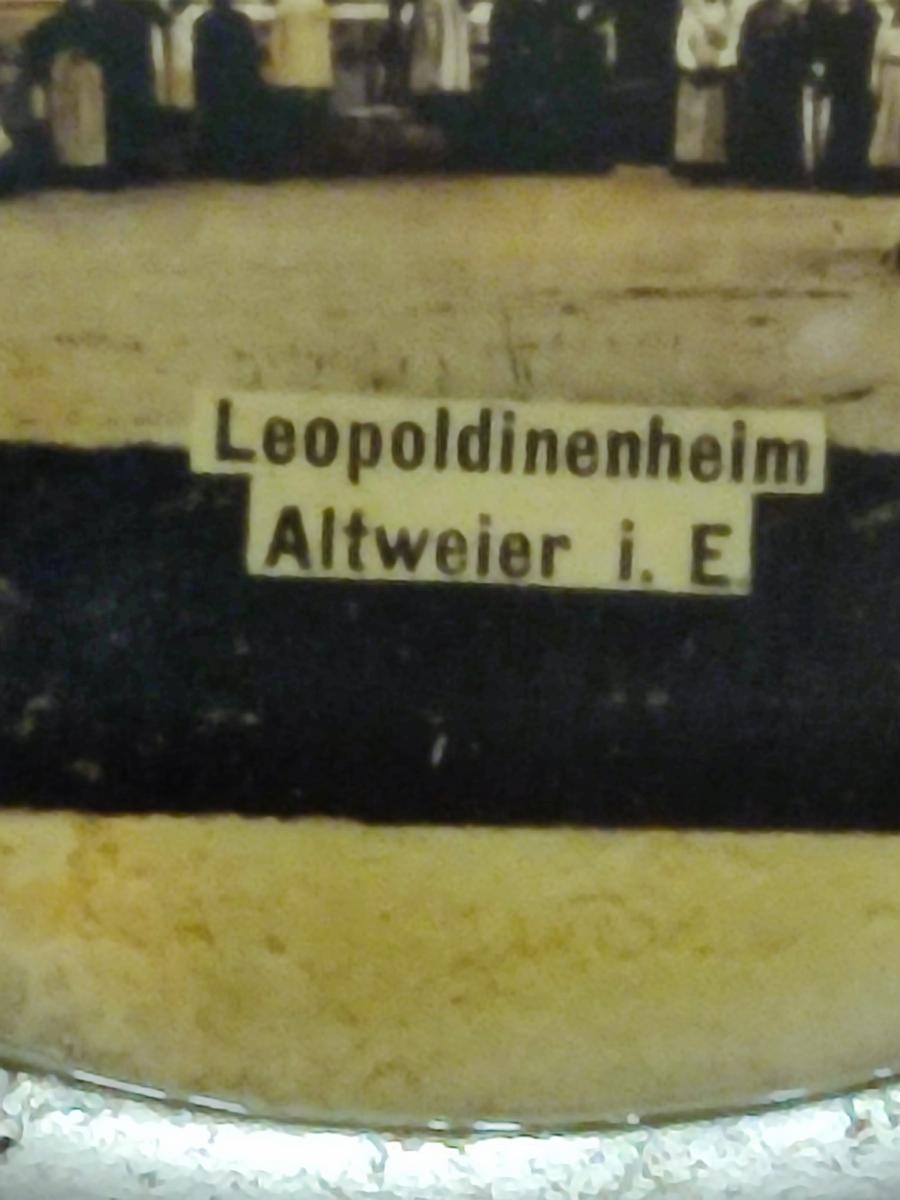 Leopoldinenheim
Altweier i. E.